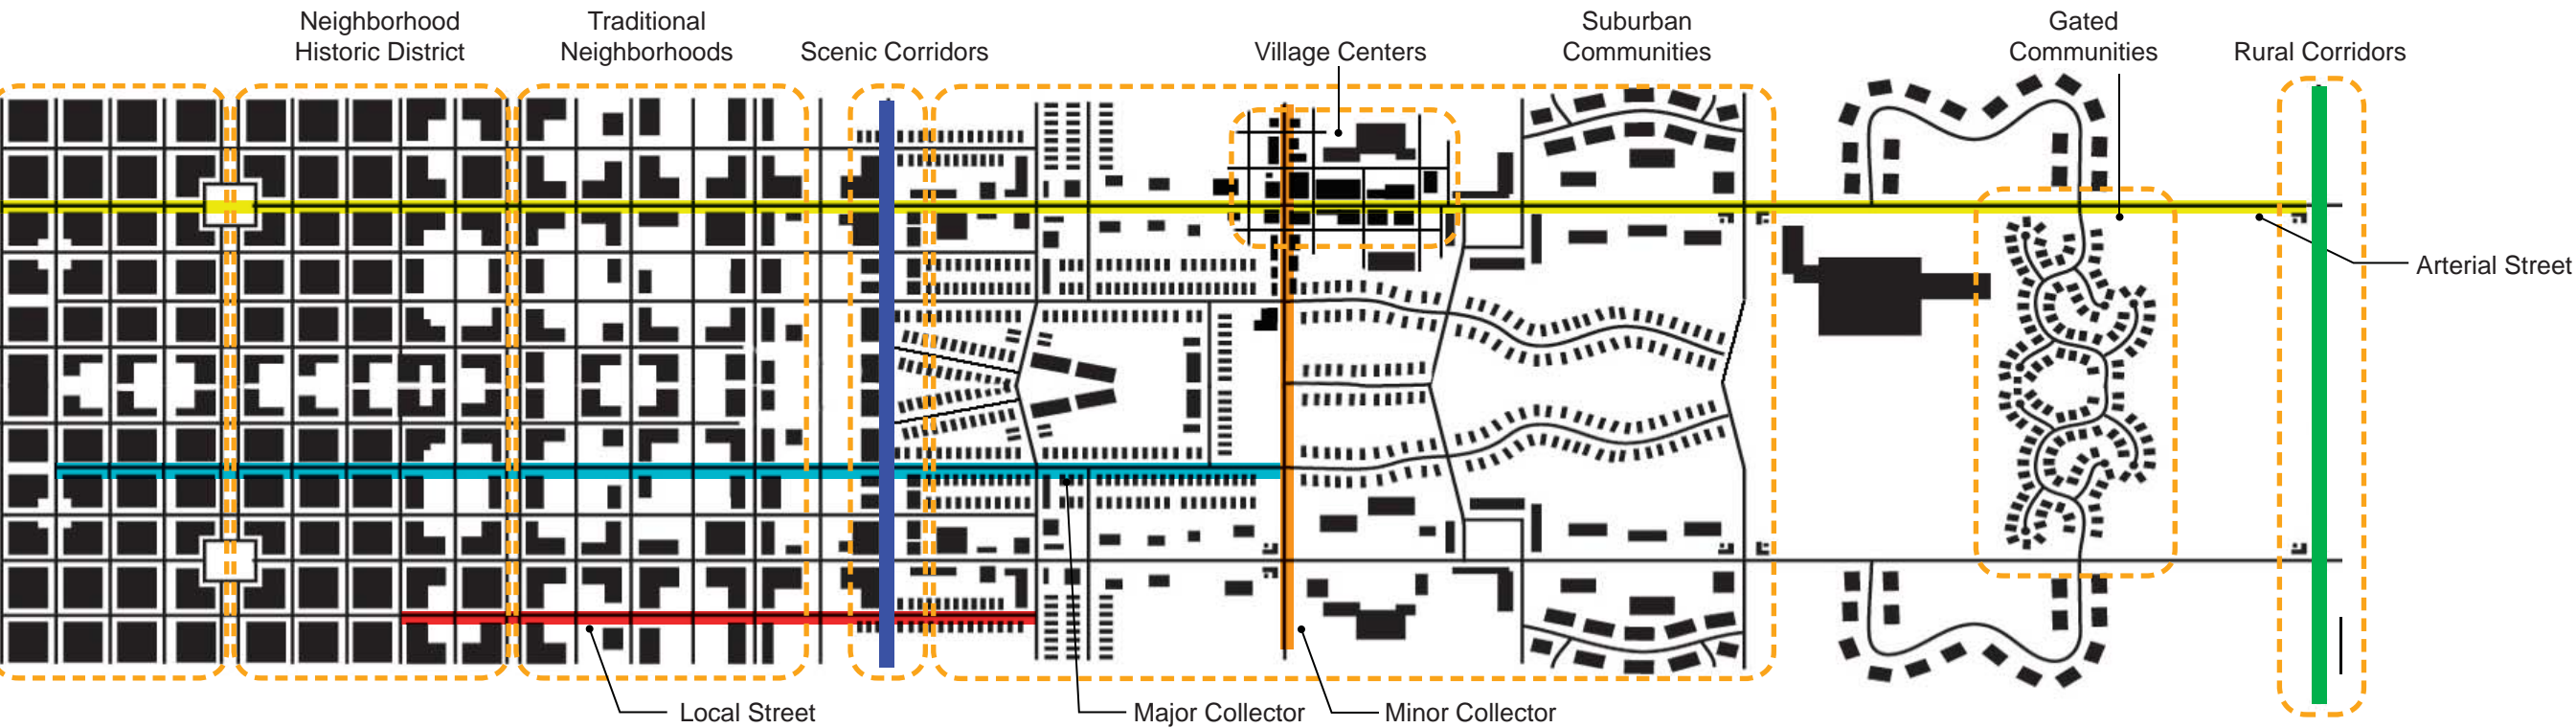 Neighborhood
Historic District
Traditional
Neighborhoods
Scenic Corridors
Village Centers
Suburban
Communities
Gated
Communities
Rural Corridors
Arterial Street
Local Street
Major Collector
Minor Collector